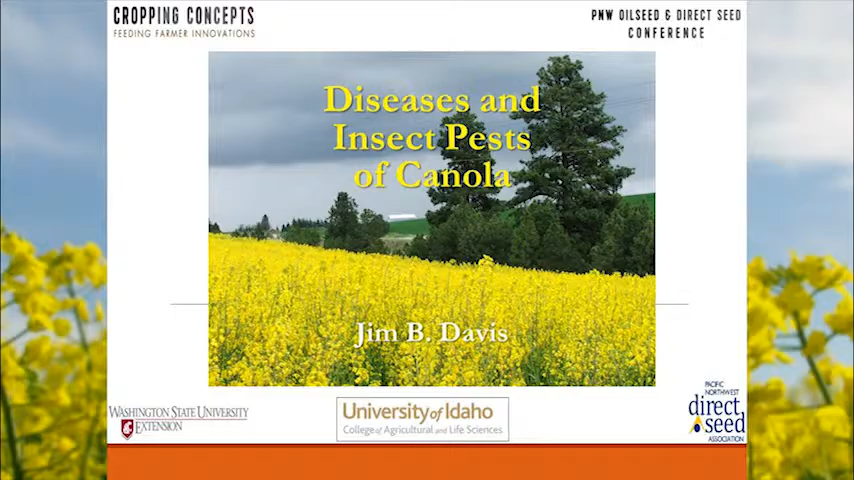 CROPPING CONCEPTS
FEEDING FARMER INNOVATIONS
PNW OILSEED & DIRECT SEED
CONFERENCE
Diseases and
Insect Pests
of Canola
Jim B. Davis
WASHINGTON STATE UNIVERSITY
EXTENSION
University of Idaho
College of Agricultural and Life Sciences
PACIFIC
NORTHWEST
direct
seed
ASSOCIATION